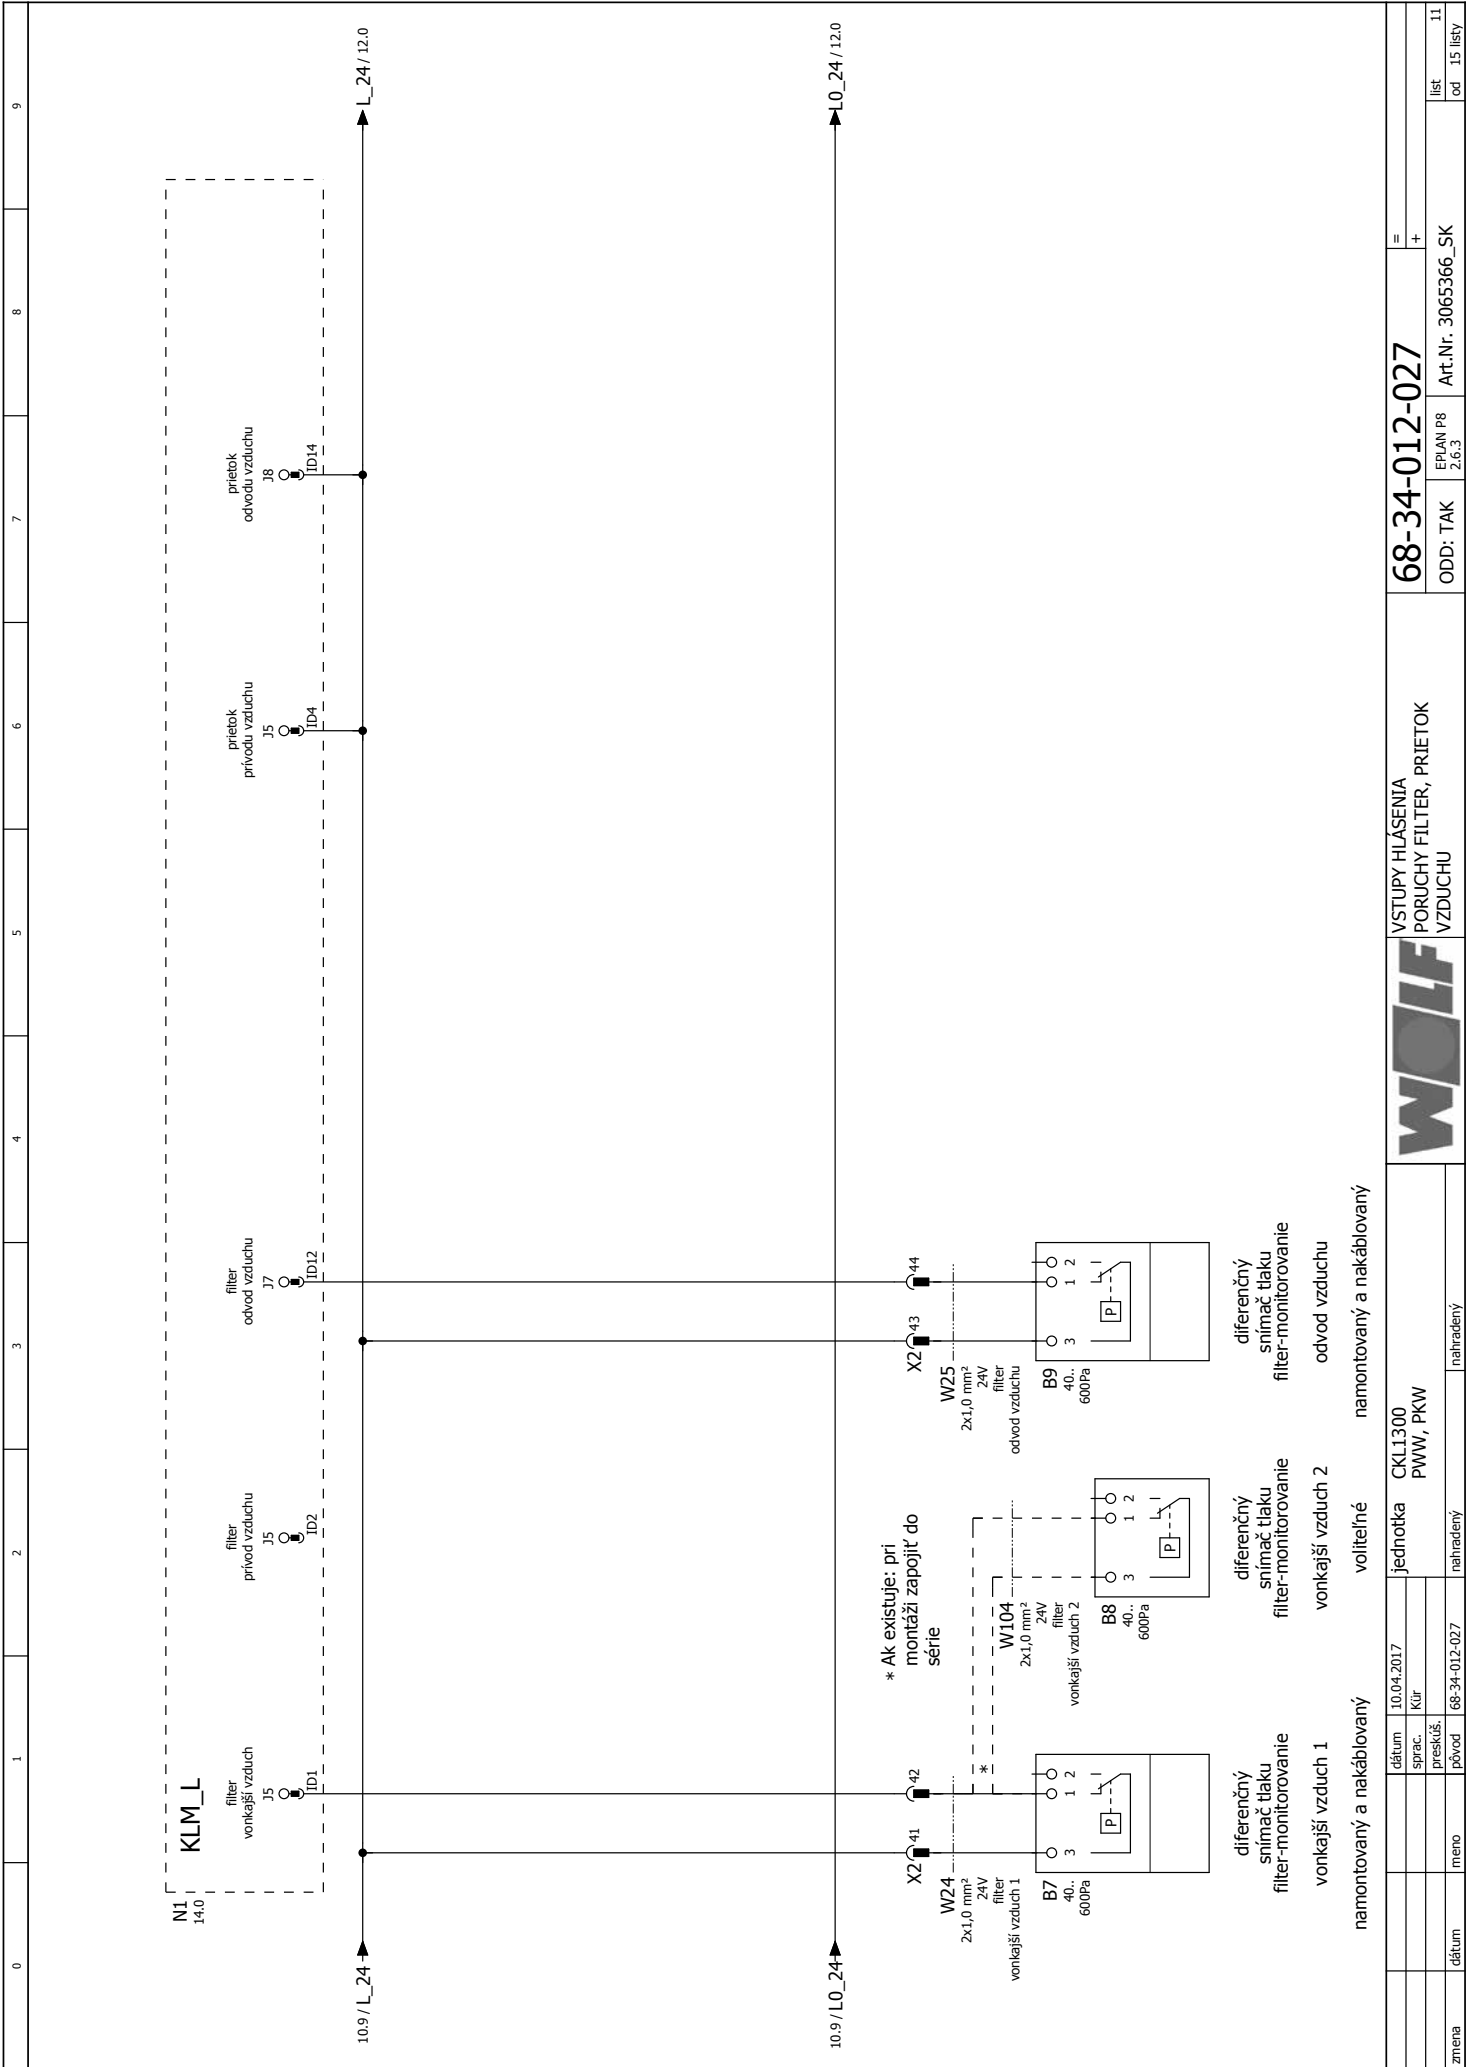 0
1
2
3
4
5
6
7
8
9
N1
14.0
KLM_L
filter
vonkajší vzduch
J5
ID1
filter
prívod vzduchu
J5
ID2
filter
odvod vzduchu
J7
ID12
prietok
prívodu vzduchu
J5
ID4
prietok
odvodu vzduchu
J8
ID14
10.9 / L_24
L_24 / 12.0
10.9 / L0_24
L0_24 / 12.0
* Ak existuje: pri
montáži zapojiť do
série
X2
41
42
W24
2x1,0 mm²
24V
filter
vonkajší vzduch 1
*
B7
40..
600Pa
3
1
2
P
W104
2x1,0 mm²
24V
filter
vonkajší vzduch 2
B8
40..
600Pa
3
1
2
P
X2
43
44
W25
2x1,0 mm²
24V
filter
odvod vzduchu
B9
40..
600Pa
3
1
2
P
diferenčný
snímač tlaku
filter-monitorovanie
vonkajší vzduch 1
namontovaný a nakáblovaný
diferenčný
snímač tlaku
filter-monitorovanie
vonkajší vzduch 2
voliteľné
diferenčný
snímač tlaku
filter-monitorovanie
odvod vzduchu
namontovaný a nakáblovaný
zmena
dátum
meno
dátum
10.04.2017
sprac.
Kür
preskúš.
pôvod
68-34-012-027
jednotka
CKL1300
PWW, PKW
nahradený
nahradený
WOLF
VSTUPY HLÁSENIA
PORUCHY FILTER, PRIETOK
VZDUCHU
68-34-012-027
=
+
ODD: TAK
EPLAN P8
2.6.3
Art.Nr. 3065366_SK
list
11
od
15 listy